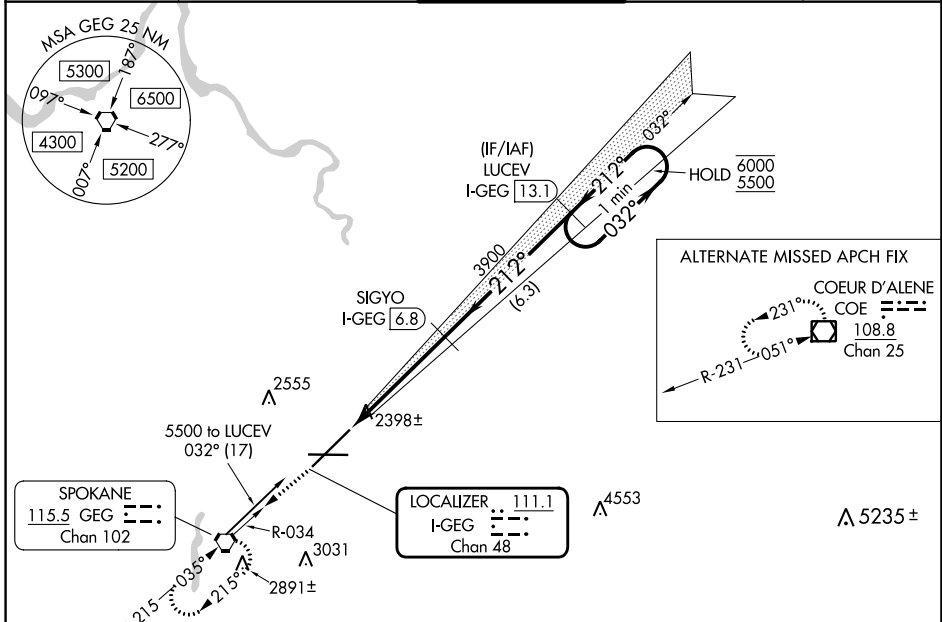 MSA GEG 25 NM
5300
187°
097°
6500
4300
277°
5200
007°
(IF/IAF)
LUCEV
I-GEG 13.1
032°
212°
1 min
032°
HOLD 6000
5500
3900
212°
(6.3)
SIGYO
I-GEG 6.8
ALTERNATE MISSED APCH FIX
COEUR D'ALENE
COE
108.8
Chan 25
231°
R-231
051°
2555
2398±
5500 to LUCEV
032° (17)
SPOKANE
115.5 GEG
Chan 102
R-034
LOCALIZER 111.1
I-GEG
Chan 48
4553
5235±
3031
2891±
035°
215°
215